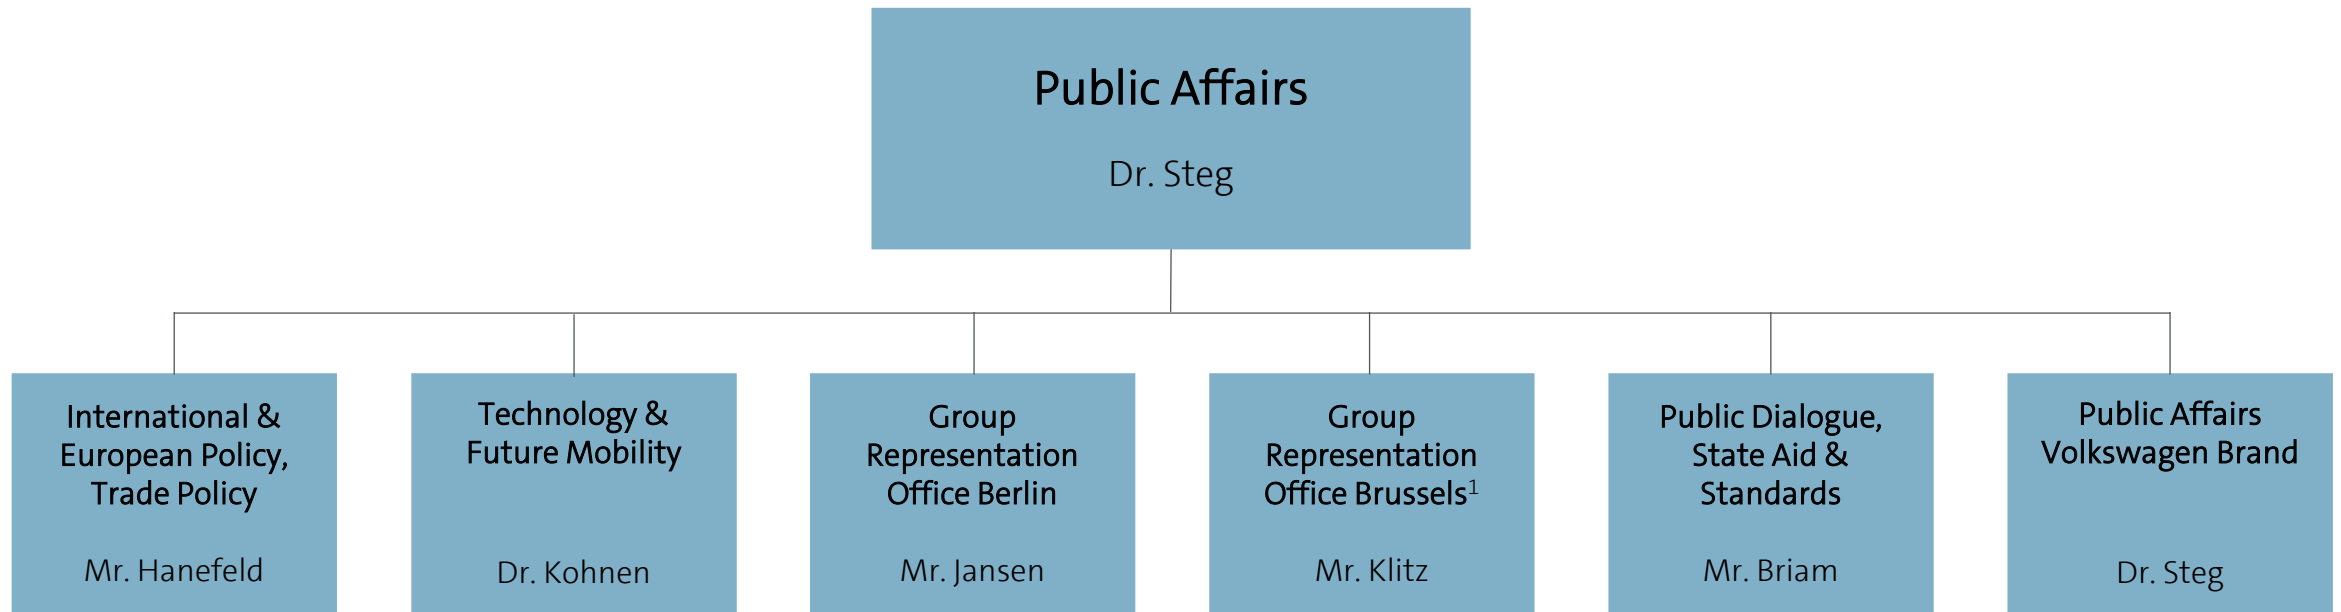 Public Affairs
Dr. Steg
International &
European Policy,
Trade Policy
Mr. Hanefeld
Technology &
Future Mobility
Dr. Kohnen
Group
Representation
Office Berlin
Mr. Jansen
Group
Representation
Office Brussels¹
Mr. Klitz
Public Dialogue,
State Aid &
Standards
Mr. Briam
Public Affairs
Volkswagen Brand
Dr. Steg